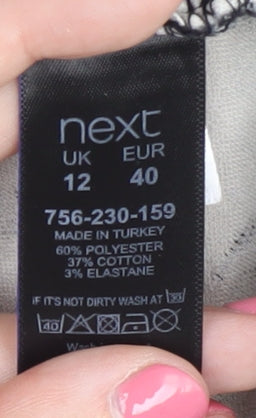 next
UK EUR
12 40
756-230-159
MADE IN TURKEY
60% POLYESTER
37% COTTON
3% ELASTANE
IF IT'S NOT DIRTY WASH AT 30
40